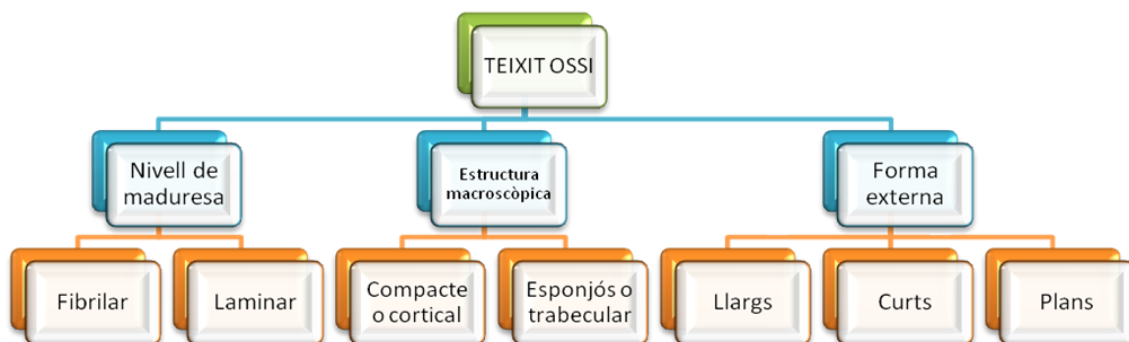 TEIXIT OSSI
Nivell de
maduresa
Estructura
macroscòpica
Forma
externa
Fibrilar
Laminar
Compacte
o cortical
Esponjós o
trabecular
Llargs
Curts
Plans